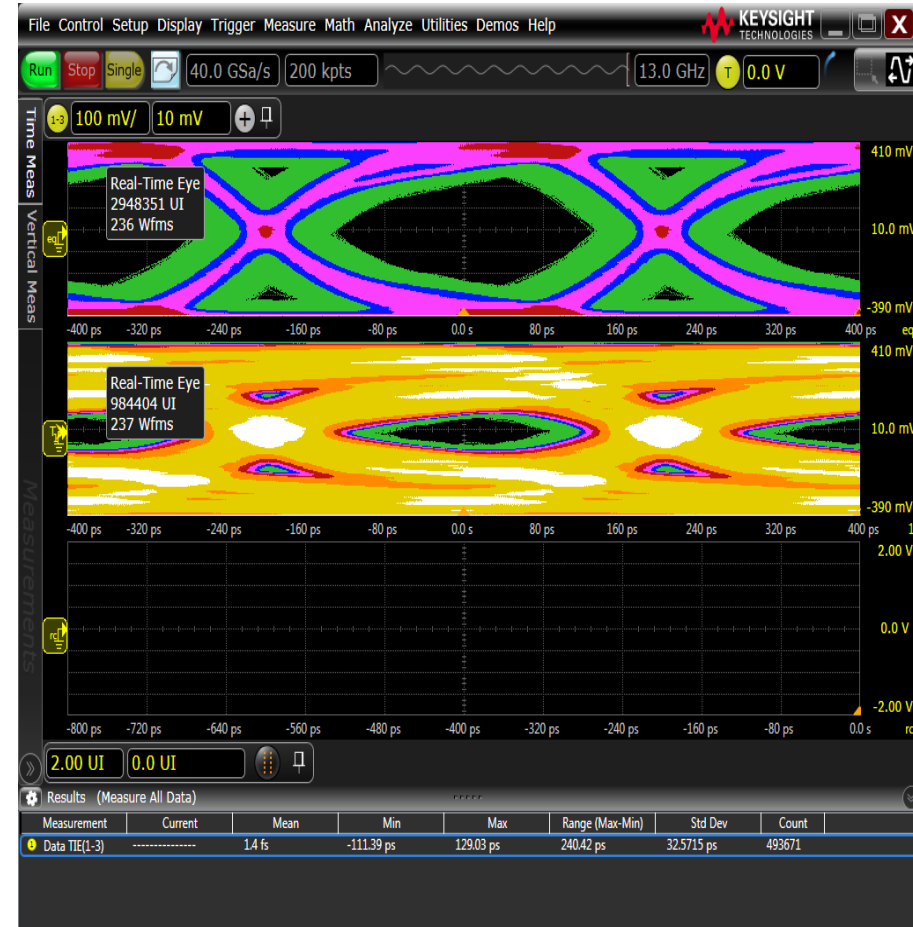 File Control Setup Display Trigger Measure Math Analyze Utilities Demos Help
KEYSIGHT
TECHNOLOGIES
X
Run Stop Single 40.0 GSa/s 200 kpts 13.0 GHz T 0.0 V
Time Meas
Vertical Meas
Measurements
1-3 100 mV/ 10 mV +
410 mV
Real-Time Eye
2948351 UI
236 Wfms
eq
10.0 mV
-390 mV
-400 ps -320 ps -240 ps -160 ps -80 ps 0.0 s 80 ps 160 ps 240 ps 320 ps 400 ps eq
410 mV
Real-Time Eye
984404 UI
237 Wfms
10.0 mV
-390 mV
-400 ps -320 ps -240 ps -160 ps -80 ps 0.0 s 80 ps 160 ps 240 ps 320 ps 400 ps 1
2.00 V
rcl
0.0 V
-2.00 V
-800 ps -720 ps -640 ps -560 ps -480 ps -400 ps -320 ps -240 ps -160 ps -80 ps 0.0 s rc
2.00 UI 0.0 UI
Results (Measure All Data)
Measurement Current Mean Min Max Range (Max-Min) Std Dev Count
Data TIE(1-3) --------------- 1.4 fs -111.39 ps 129.03 ps 240.42 ps 32.5715 ps 493671